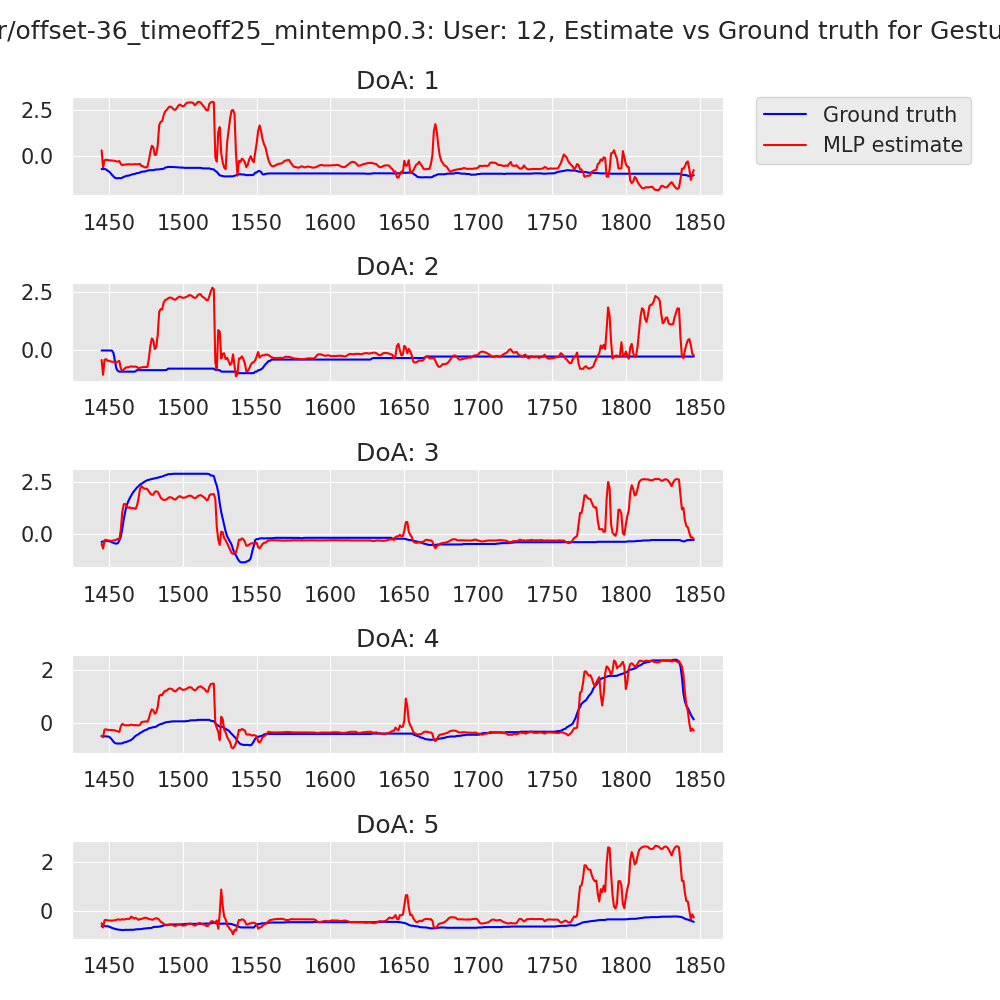 r/offset-36_timeoff25_mintemp0.3: User: 12, Estimate vs Ground truth for Gestu
DoA: 1
Ground truth
MLP estimate
2.5
0.0
1450 1500 1550 1600 1650 1700 1750 1800 1850
DoA: 2
2.5
0.0
1450 1500 1550 1600 1650 1700 1750 1800 1850
DoA: 3
2.5
0.0
1450 1500 1550 1600 1650 1700 1750 1800 1850
DoA: 4
2
0
1450 1500 1550 1600 1650 1700 1750 1800 1850
DoA: 5
2
0
1450 1500 1550 1600 1650 1700 1750 1800 1850